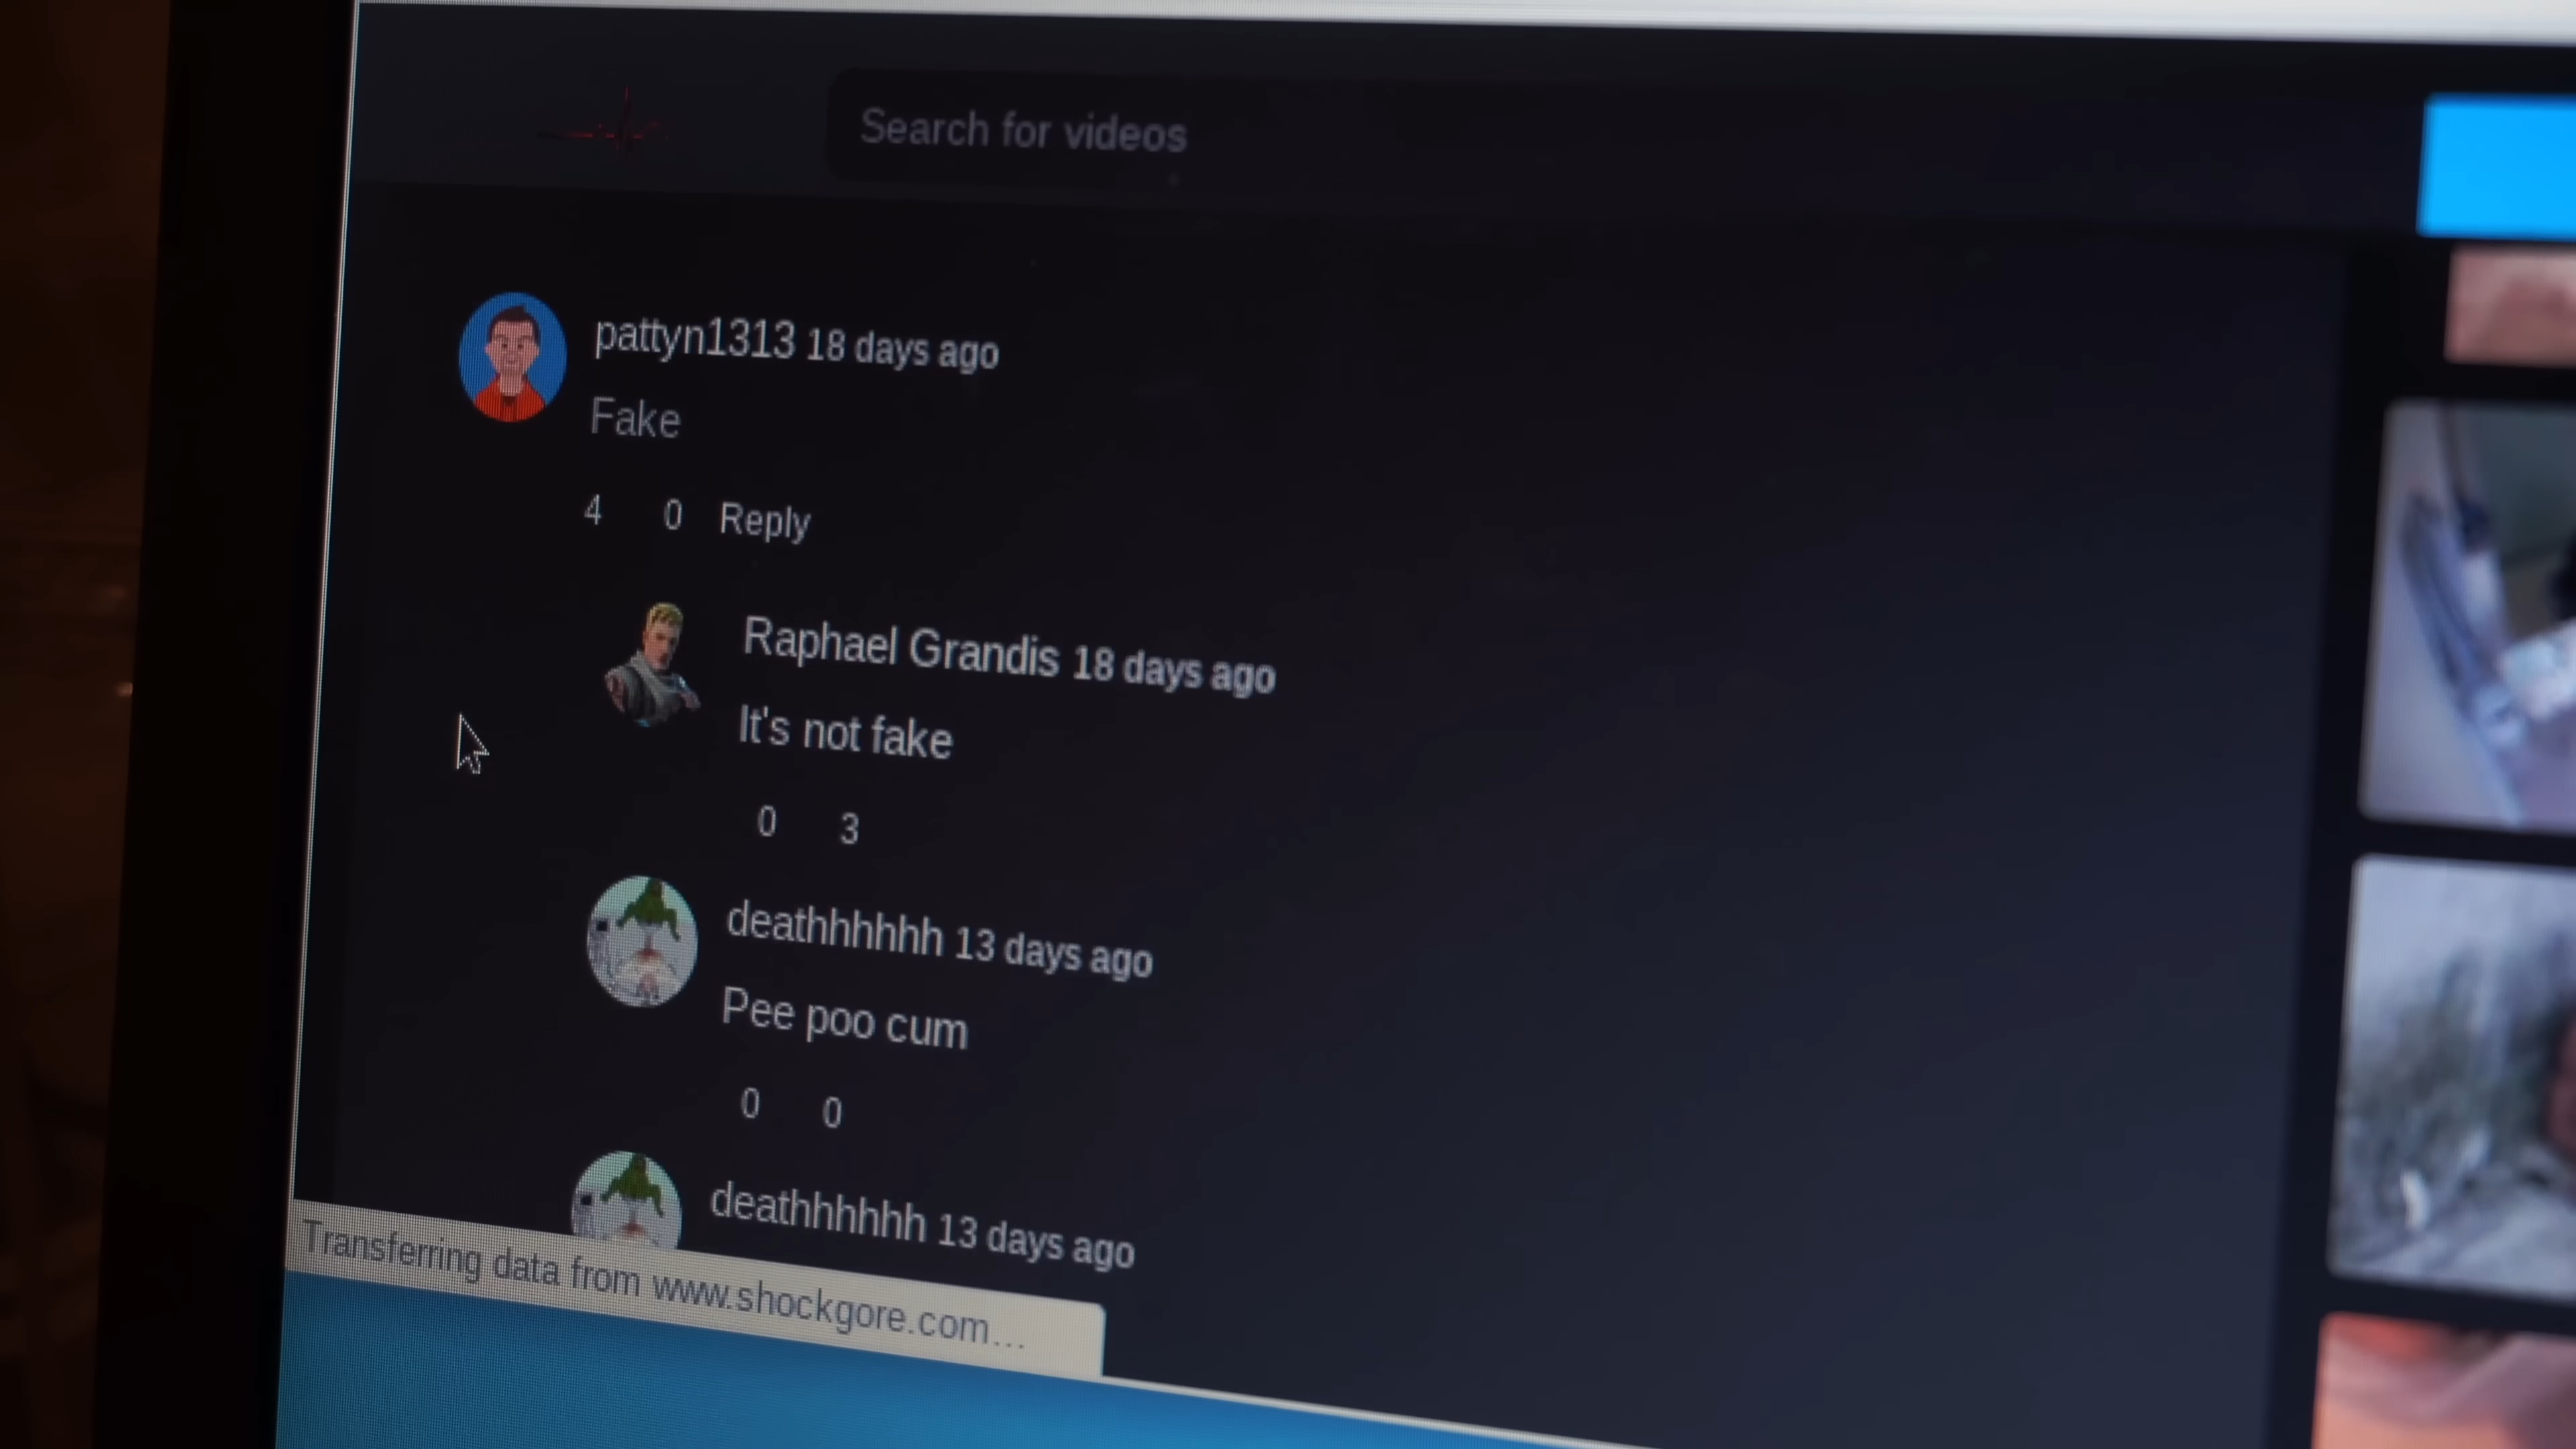 Search for videos
pattyn1313 18 days ago
Fake
4 0 Reply
Raphael Grandis 18 days ago
It's not fake
0 3
deathhhhhh 13 days ago
Pee poo cum
0 0
deathhhhhh 13 days ago
Transferring data from www.shockgore.com...